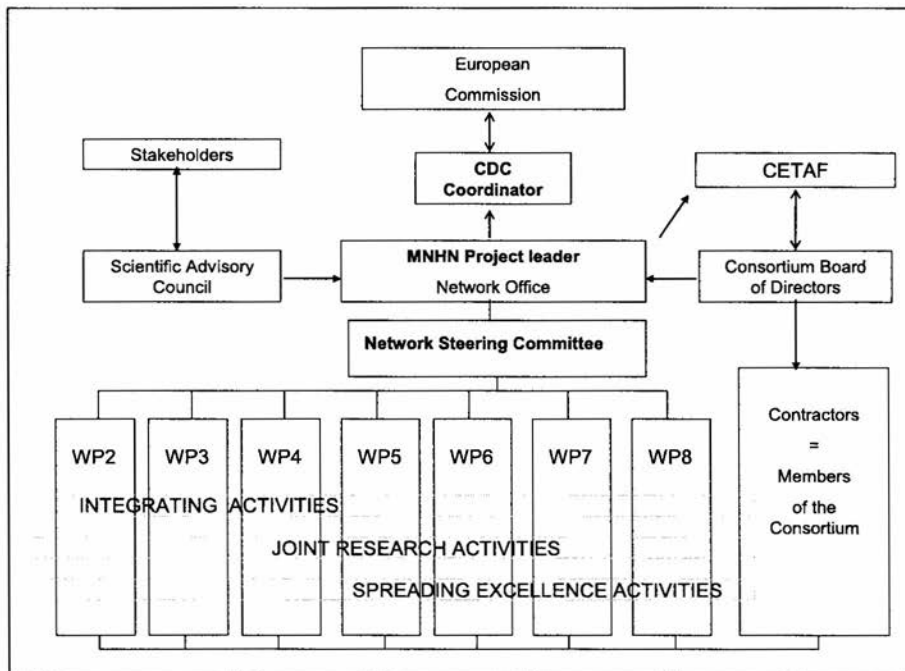 European
Commission
Stakeholders
CDC
Coordinator
CETAF
Scientific Advisory
Council
MNHN Project leader
Network Office
Consortium Board
of Directors
Network Steering Committee
WP2 WP3 WP4 WP5 WP6 WP7 WP8
INTEGRATING ACTIVITIES
JOINT RESEARCH ACTIVITIES
SPREADING EXCELLENCE ACTIVITIES
Contractors
=
Members
of the
Consortium